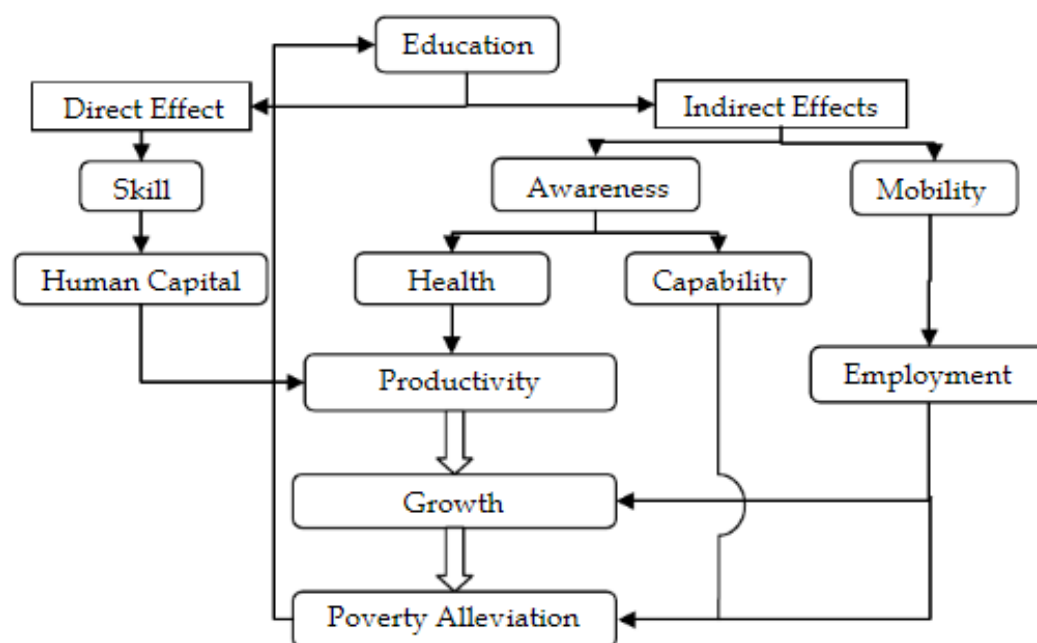 Education
Direct Effect
Indirect Effects
Skill
Awareness
Mobility
Human Capital
Health
Capability
Productivity
Employment
Growth
Poverty Alleviation